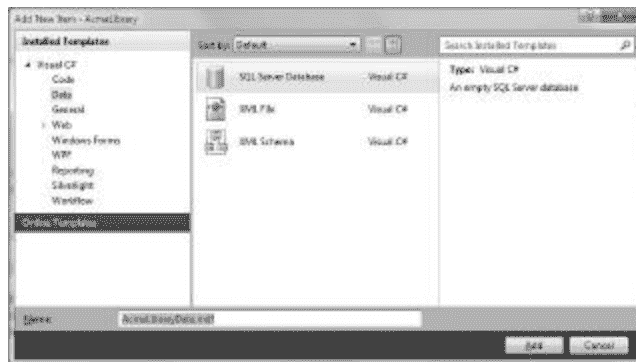 Add New Item - AcmeLibrary
Installed Templates
Visual C#
Code
Data
General
Web
Windows Forms
WPF
Reporting
Silverlight
Workflow
Online Templates
Sort by: Default
SQL Server Database Visual C#
XML File Visual C#
XML Schema Visual C#
Search Installed Templates
Type: Visual C#
An empty SQL Server database
Name: AcmeLibraryData.mdf
Add Cancel